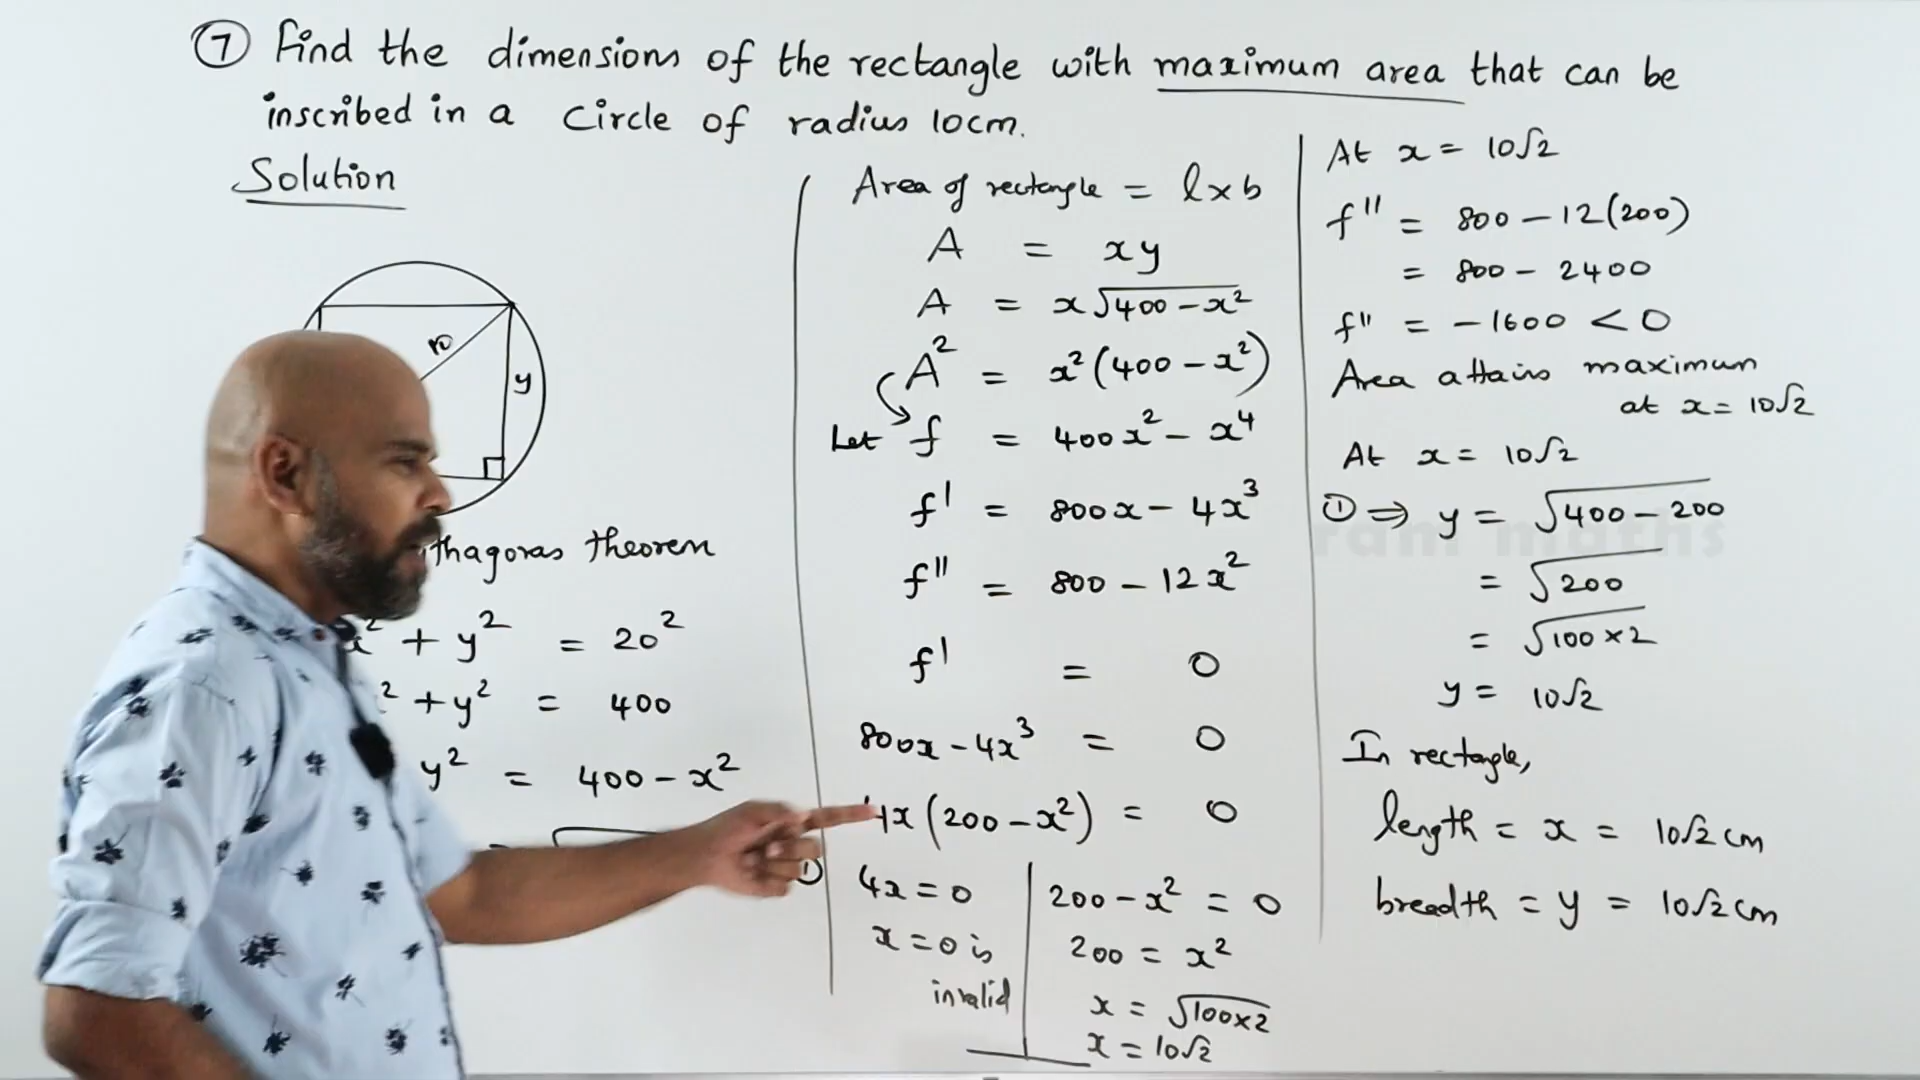 ⑦ Find the dimensions of the rectangle with maximum area that can be
inscribed in a circle of radius 10cm.
Solution
10
y
thagoras theorem
x² + y² = 20²
² + y² = 400
y² = 400 - x²
=
①
Area of rectangle = l x b
A = xy
A = x√400 - x²
A² = x²(400 - x²)
Let f = 400x² - x⁴
f' = 800x - 4x³
f'' = 800 - 12x²
f' = 0
800x - 4x³ = 0
4x(200 - x²) = 0
4x = 0
x = 0 is
invalid
200 - x² = 0
200 = x²
x = √100x2
x = 10√2
At x = 10√2
f'' = 800 - 12(200)
= 800 - 2400
f'' = -1600 < 0
Area attains maximum
at x = 10√2
At x = 10√2
① ⇒ y = √400 - 200
= √200
= √100 x 2
y = 10√2
In rectangle,
length = x = 10√2 cm
breadth = y = 10√2 cm
ram maths